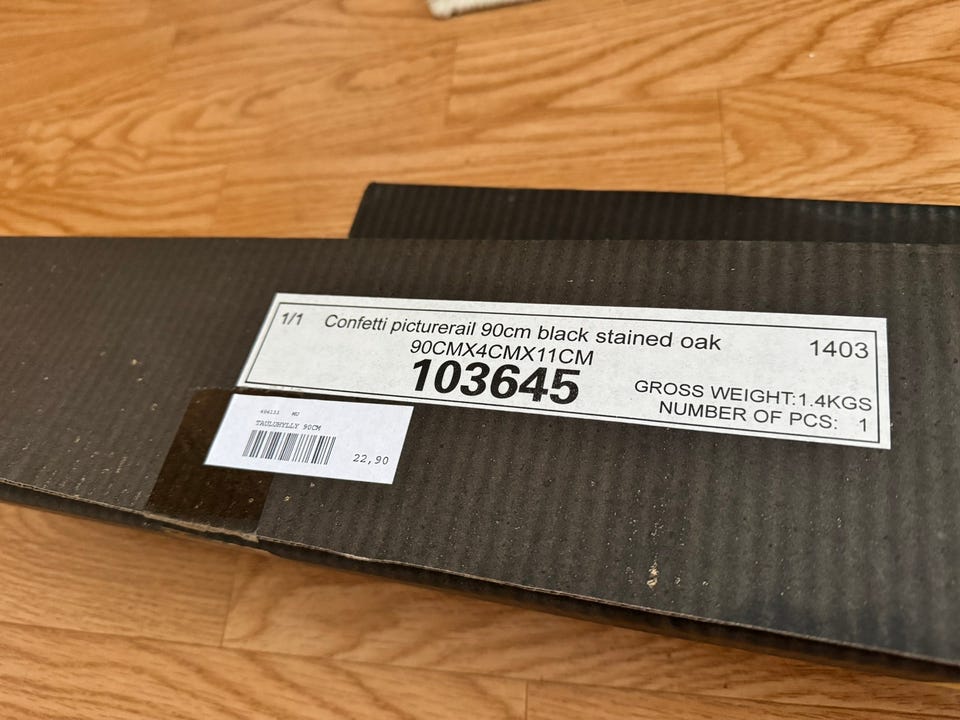 1/1 Confetti picturerail 90cm black stained oak 1403
90CMX4CMX11CM
103645
GROSS WEIGHT:1.4KGS
NUMBER OF PCS: 1
MU
TAULUHYLLY 90CM
22,90